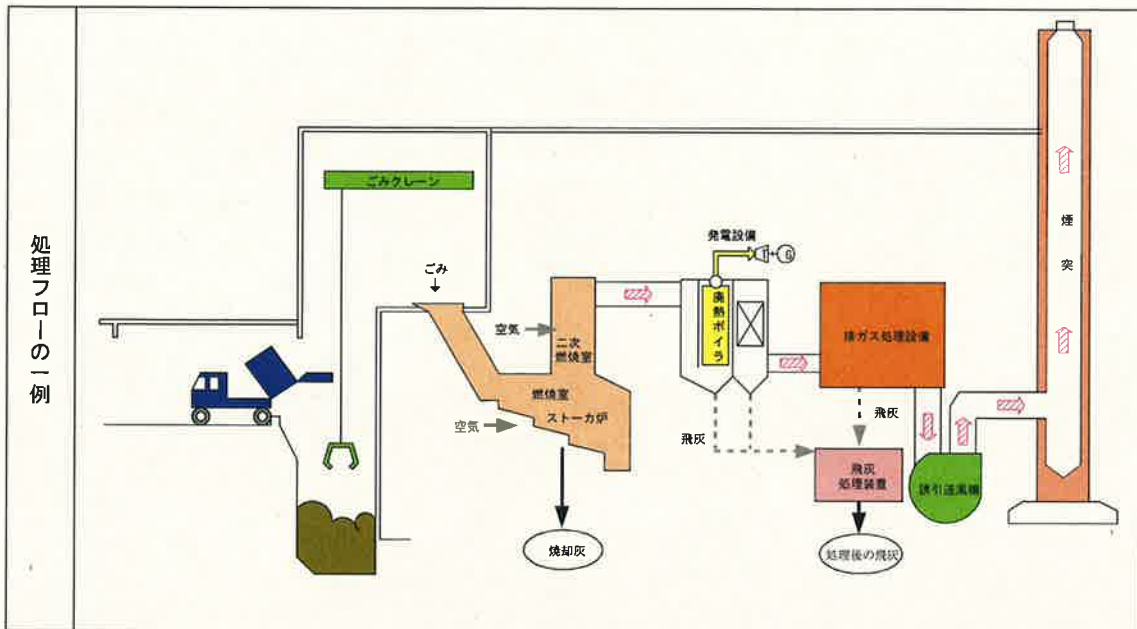 処理フローの一例
ごみクレーン
ごみ
空気
二次
燃焼室
燃焼室
ストーカ炉
空気
焼却灰
発電設備
G
廃熱ボイラ
飛灰
排ガス処理設備
飛灰
飛灰
処理装置
処理後の飛灰
誘引送風機
煙突